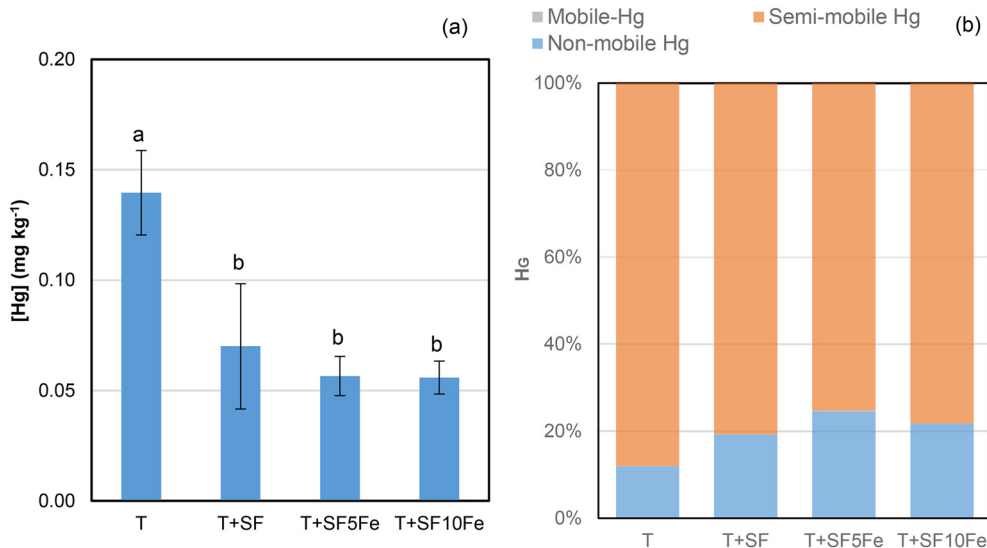 (a)
[Hg] (mg kg-1)
0.20
0.15
0.10
0.05
0.00
a
b
b
b
T T+SF T+SF5Fe T+SF10Fe
Mobile-Hg Semi-mobile Hg (b)
Non-mobile Hg
HG
100%
80%
60%
40%
20%
0%
T T+SF T+SF5Fe T+SF10Fe